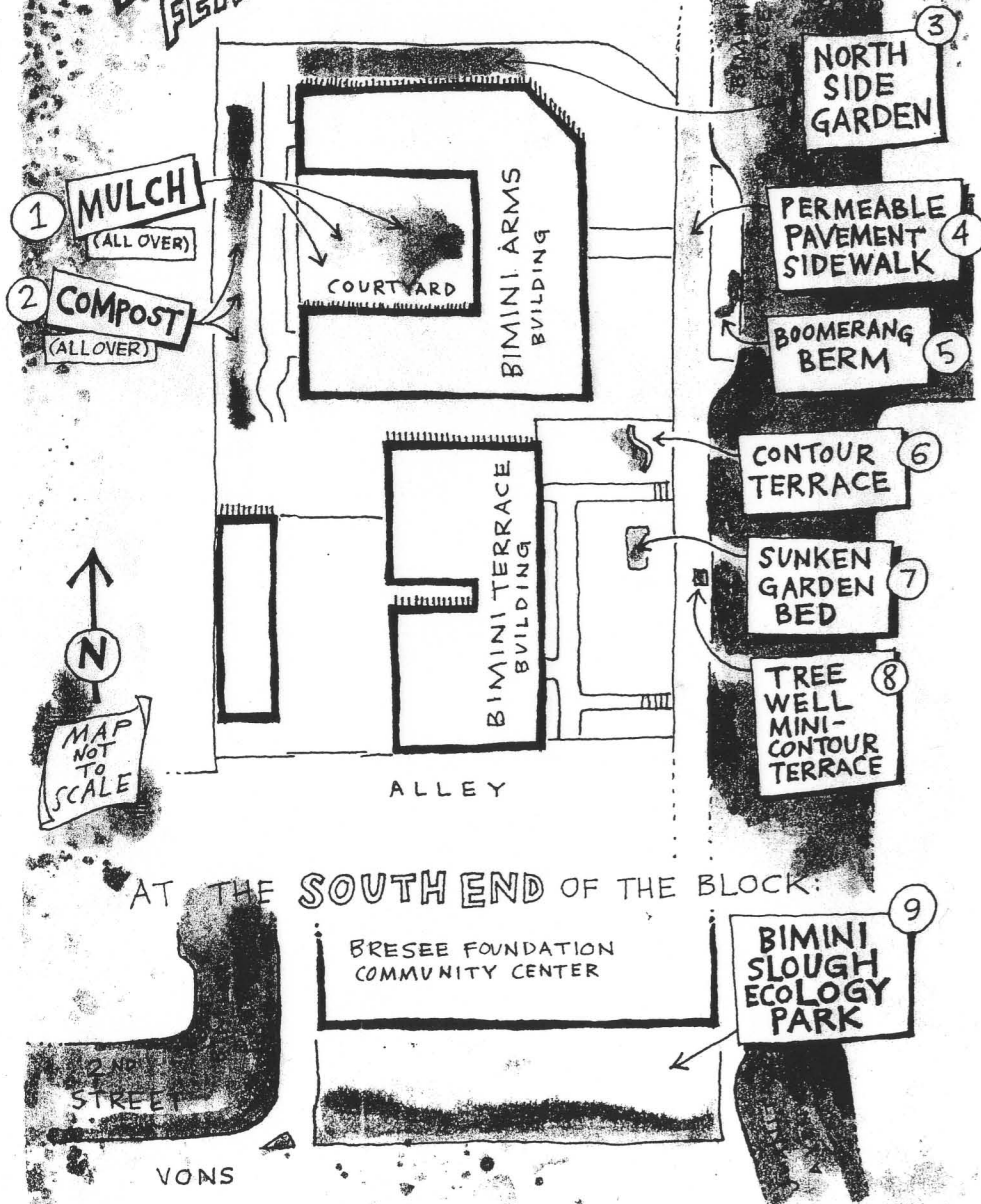 3
NORTH
SIDE
GARDEN
1
MULCH
(ALL OVER)
2
COMPOST
(ALL OVER)
COURTYARD
BIMINI ARMS
BUILDING
PERMEABLE
PAVEMENT
SIDEWALK
4
BOOMERANG
BERM
5
CONTOUR
TERRACE
6
BIMINI TERRACE
BUILDING
SUNKEN
GARDEN
BED
7
TREE
WELL
MINI-
CONTOUR
TERRACE
8
N
MAP
NOT
TO
SCALE
ALLEY
AT THE SOUTH END OF THE BLOCK:
BRESEE FOUNDATION
COMMUNITY CENTER
9
BIMINI
SLOUGH
ECOLOGY
PARK
2ND
STREET
VONS